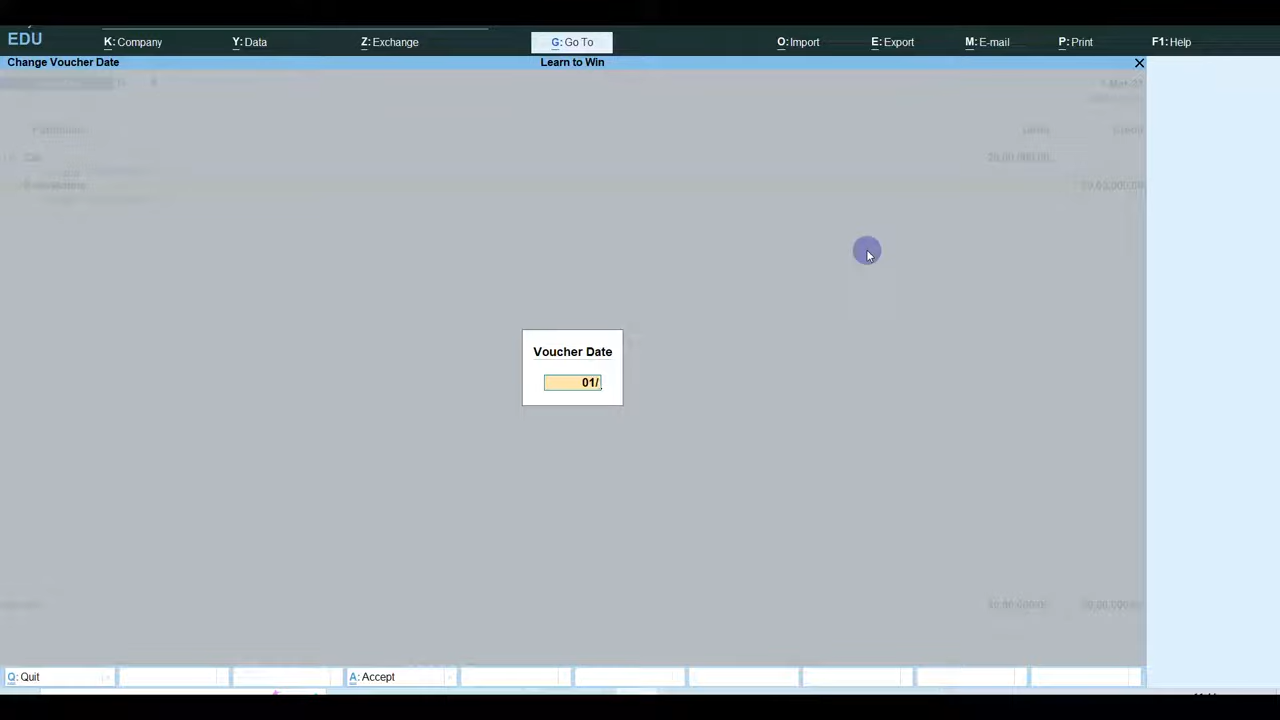 EDU
K: Company
Y: Data
Z: Exchange
G: Go To
O: Import
E: Export
M: E-mail
P: Print
F1: Help
Change Voucher Date
Learn to Win
Voucher Date
01/
Q: Quit
A: Accept